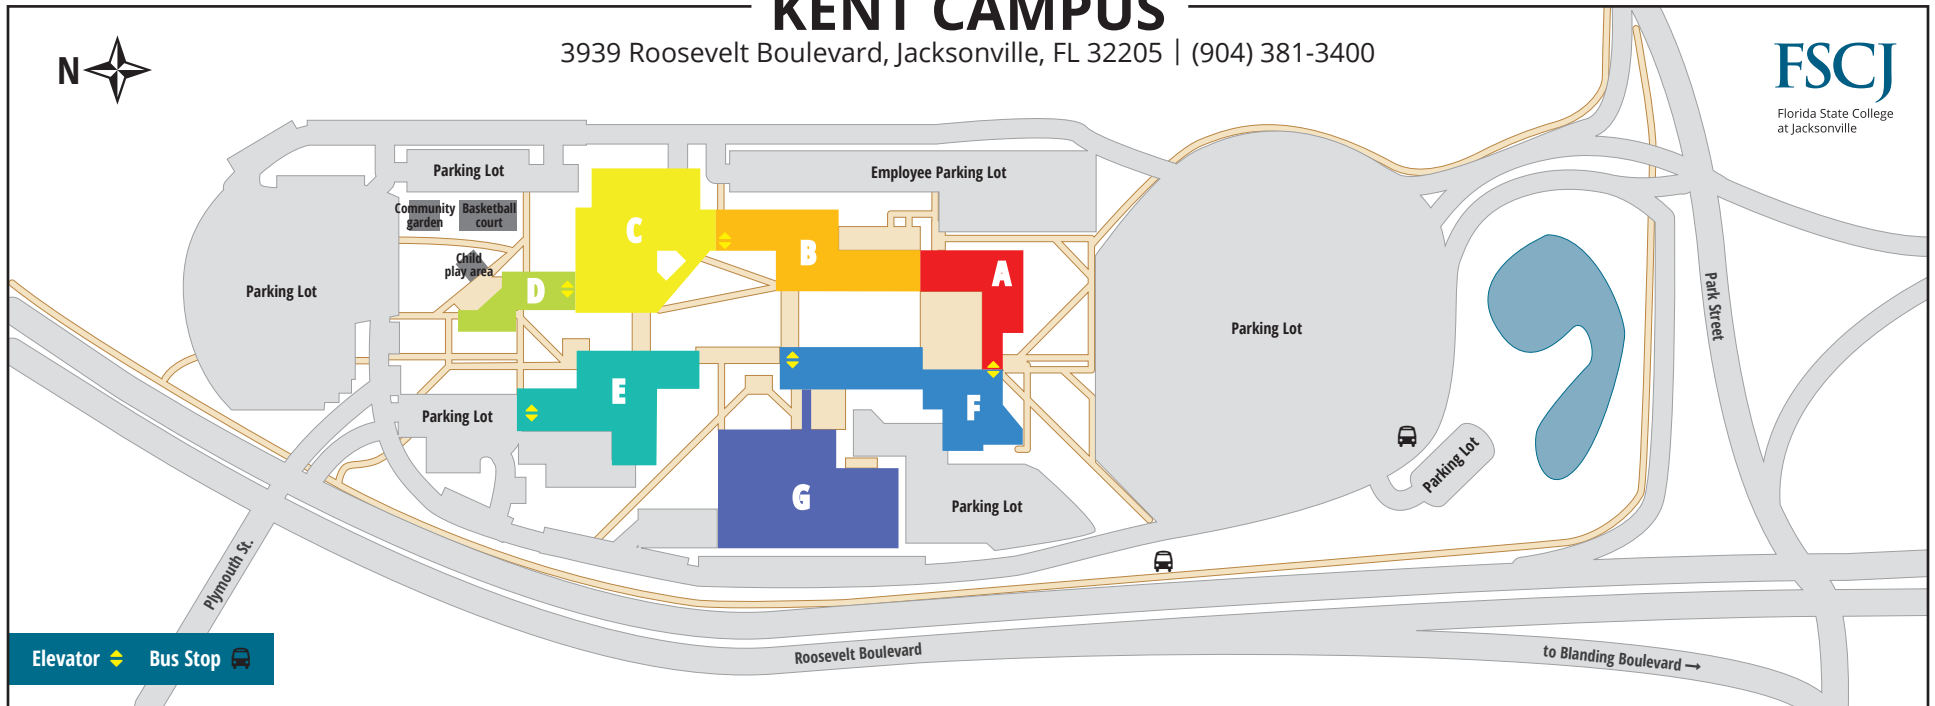 KENT CAMPUS
3939 Roosevelt Boulevard, Jacksonville, FL 32205 | (904) 381-3400
N
FSCJ
Florida State College
at Jacksonville
Parking Lot
Employee Parking Lot
Community
garden
Basketball
court
C
B
Child
play area
A
D
Parking Lot
Parking Lot
Park Street
E
F
Parking Lot
Parking Lot
G
Parking Lot
Plymouth St.
Elevator
Bus Stop
Roosevelt Boulevard
to Blanding Boulevard →